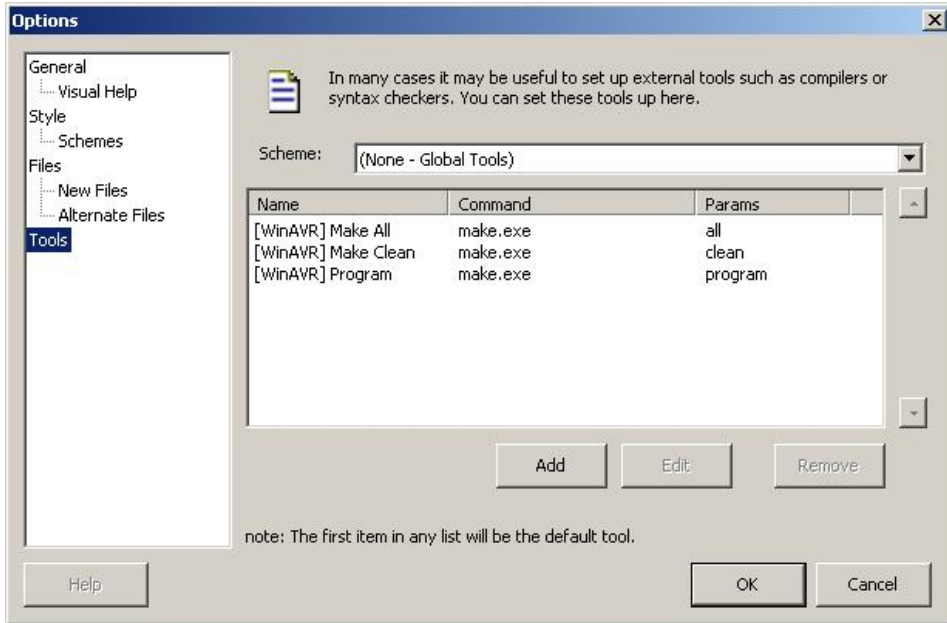 Options
General
Visual Help
Style
Schemes
Files
New Files
Alternate Files
Tools
In many cases it may be useful to set up external tools such as compilers or
syntax checkers. You can set these tools up here.
Scheme: (None - Global Tools)
Name Command Params
[WinAVR] Make All make.exe all
[WinAVR] Make Clean make.exe clean
[WinAVR] Program make.exe program
Add Edit Remove
note: The first item in any list will be the default tool.
Help OK Cancel